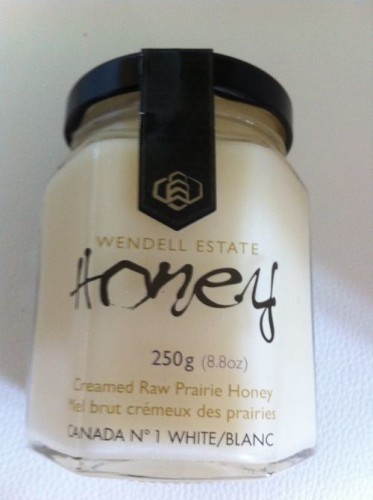 WENDELL ESTATE
Honey
250g (8.8oz)
Creamed Raw Prairie Honey
Miel brut crémeux des prairies
CANADA Nº 1 WHITE/BLANC